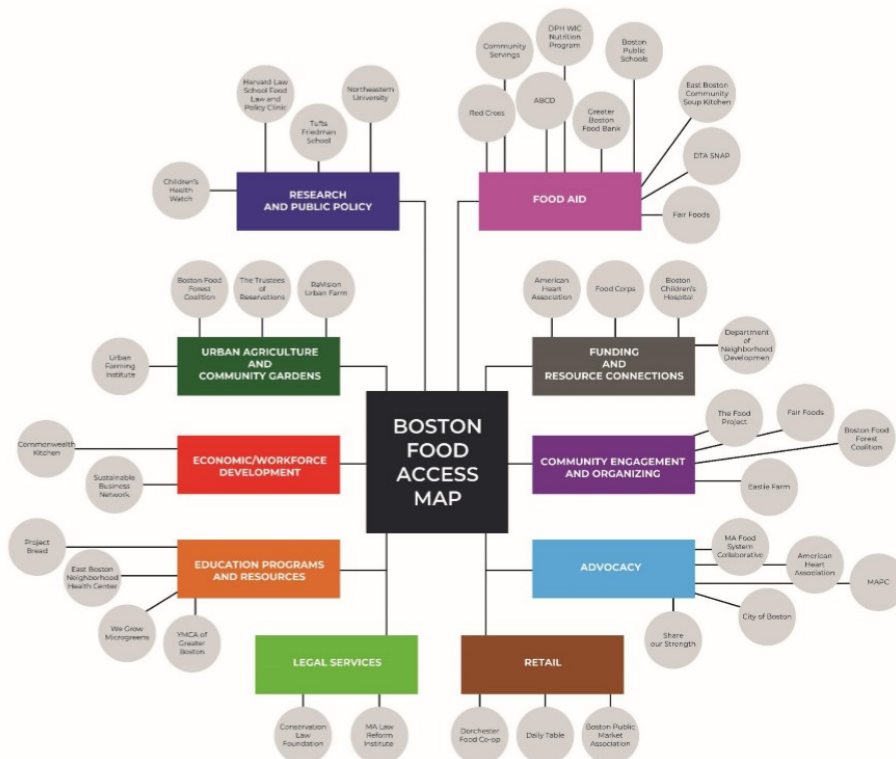 Harvard Law
School Food
Law and
Policy Clinic
Northeastern
University
Tufts
Friedman
School
Children's
Health
Watch
RESEARCH
AND PUBLIC POLICY
Community
Servings
DPH WIC
Nutrition
Program
Boston
Public
Schools
Red Cross
ABCD
Greater
Boston
Food Bank
East Boston
Community
Soup Kitchen
DTA SNAP
Fair Foods
FOOD AID
Boston Food
Forest
Coalition
The Trustees
of
Reservations
ReVision
Urban Farm
Urban
Farming
Institute
URBAN AGRICULTURE
AND
COMMUNITY GARDENS
American
Heart
Association
Food Corps
Boston
Children's
Hospital
Department
of
Neighborhood
Developmen
FUNDING
AND
RESOURCE CONNECTIONS
BOSTON
FOOD
ACCESS
MAP
Commonwealth
Kitchen
Sustainable
Business
Network
ECONOMIC/WORKFORCE
DEVELOPMENT
The Food
Project
Fair Foods
Boston Food
Forest
Coalition
Eastie Farm
COMMUNITY ENGAGEMENT
AND ORGANIZING
Project
Bread
East Boston
Neighborhood
Health Center
We Grow
Microgreens
YMCA of
Greater
Boston
EDUCATION PROGRAMS
AND RESOURCES
MA Food
System
Collaborative
American
Heart
Association
MAPC
City of Boston
Share
our Strength
ADVOCACY
LEGAL SERVICES
Conservation
Law
Foundation
MA Law
Reform
Institute
RETAIL
Dorchester
Food Co-op
Daily Table
Boston Public
Market
Association